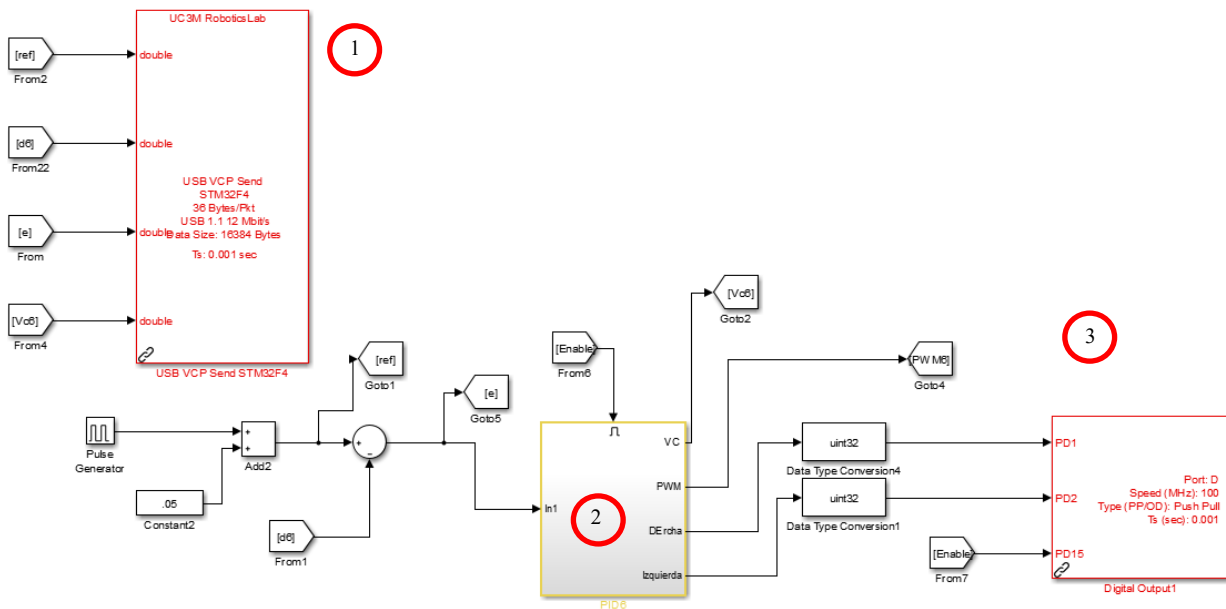 UC3M RoboticsLab
1
[ref]
From2
double
[d6]
From22
double
USB VCP Send
STM32F4
36 Bytes/Pkt
USB 1.1 12 Mbit/s
Data Size: 16384 Bytes
Ts: 0.001 sec
[e]
From
double
[Vc6]
From4
double
USB VCP Send STM32F4
[Vc6]
Goto2
3
[Enable]
From6
[PWM6]
Goto4
[ref]
Goto1
[e]
Goto5
Pulse
Generator
+
+
Add2
+
-
.05
Constant2
[d6]
From1
In1
2
VC
PWM
DErcha
Izquierda
PID6
uint32
Data Type Conversion4
uint32
Data Type Conversion1
[Enable]
From7
PD1
PD2
PD15
Port: D
Speed (MHz): 100
Type (PP/OD): Push Pull
Ts (sec): 0.001
Digital Output1